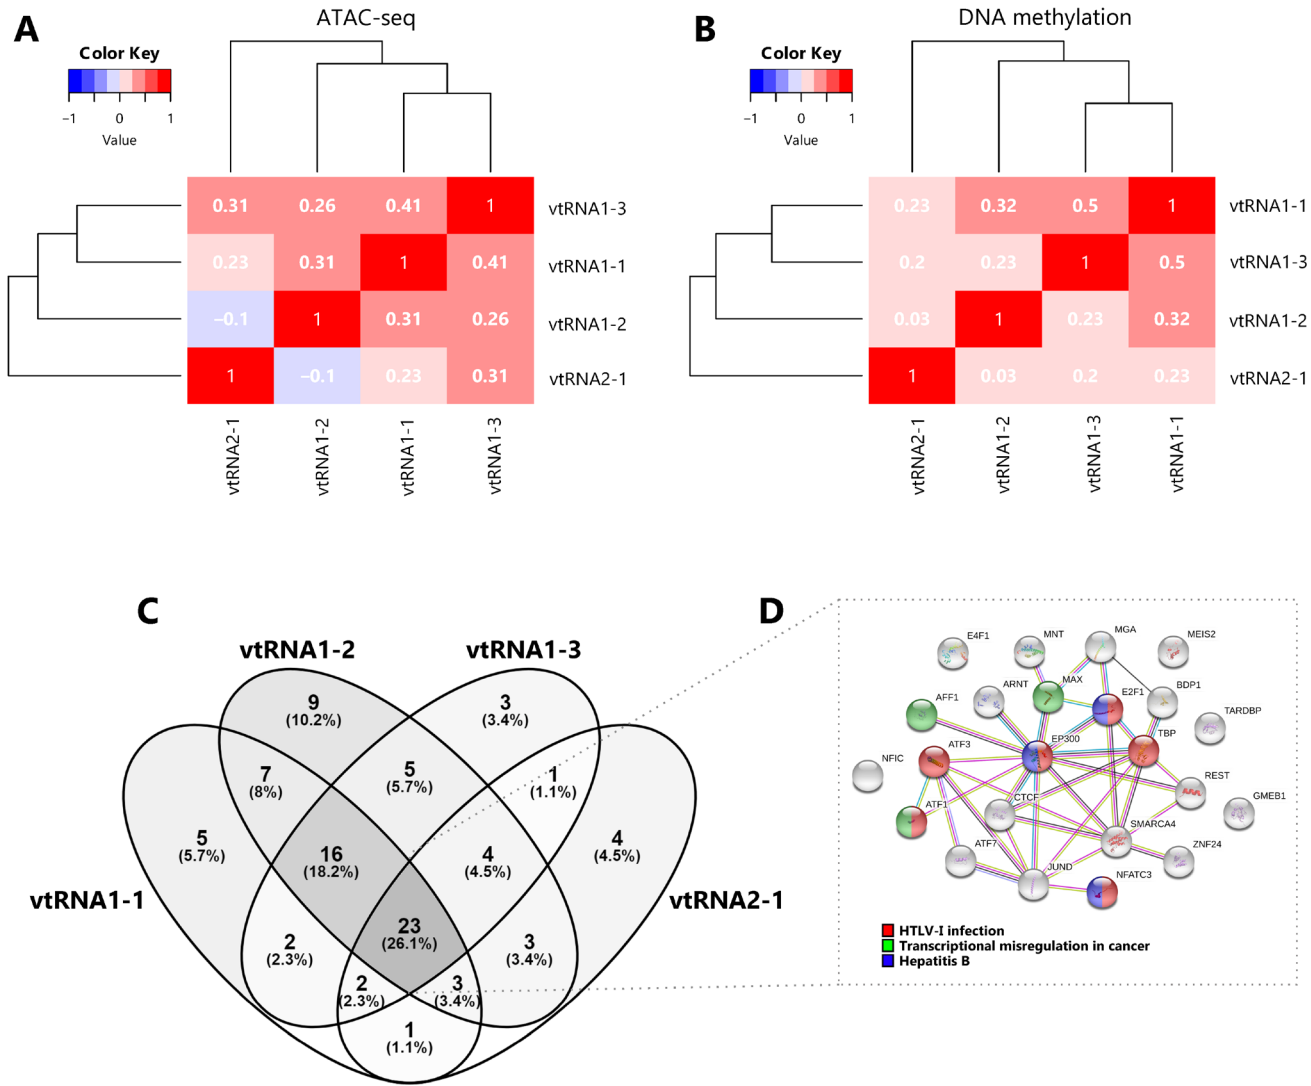 A
ATAC-seq
Color Key
−1 0 1
Value
0.31 0.26 0.41 1 vtRNA1-3
0.23 0.31 1 0.41 vtRNA1-1
−0.1 1 0.31 0.26 vtRNA1-2
1 −0.1 0.23 0.31 vtRNA2-1
vtRNA2-1 vtRNA1-2 vtRNA1-1 vtRNA1-3
B
DNA methylation
Color Key
−1 0 1
Value
0.23 0.32 0.5 1 vtRNA1-1
0.2 0.23 1 0.5 vtRNA1-3
0.03 1 0.23 0.32 vtRNA1-2
1 0.03 0.2 0.23 vtRNA2-1
vtRNA2-1 vtRNA1-2 vtRNA1-3 vtRNA1-1
C
vtRNA1-2 vtRNA1-3
vtRNA1-1 vtRNA2-1
9
(10.2%)
3
(3.4%)
7
(8%)
5
(5.7%)
1
(1.1%)
5
(5.7%)
16
(18.2%)
4
(4.5%)
4
(4.5%)
23
(26.1%)
2
(2.3%)
3
(3.4%)
2
(2.3%)
3
(3.4%)
1
(1.1%)
D
E4F1
MNT
MGA
MEIS2
AFF1
ARNT
MAX
E2F1
BDP1
TARDBP
NFIC
ATF3
EP300
TBP
REST
GMEB1
ATF1
CTCF
SMARCA4
ZNF24
ATF7
JUND
NFATC3
HTLV-I infection
Transcriptional misregulation in cancer
Hepatitis B